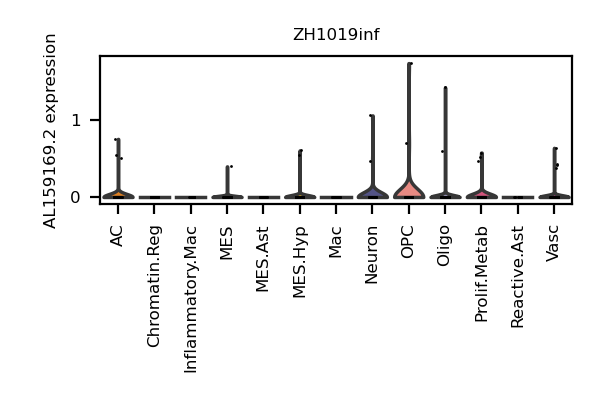 ZH1019inf
AL159169.2 expression
1
0
AC
Chromatin.Reg
Inflammatory.Mac
MES
MES.Ast
MES.Hyp
Mac
Neuron
OPC
Oligo
Prolif.Metab
Reactive.Ast
Vasc